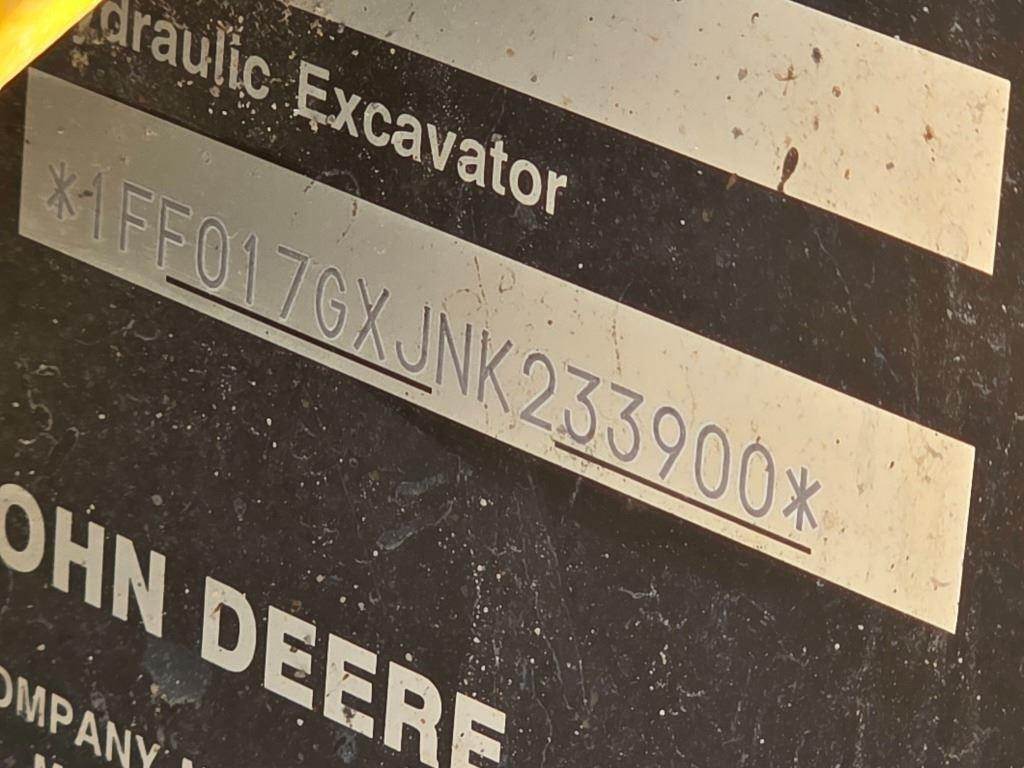 ydraulic Excavator
*1FF017GXJNK233900*
OHN DEERE
OMPANY